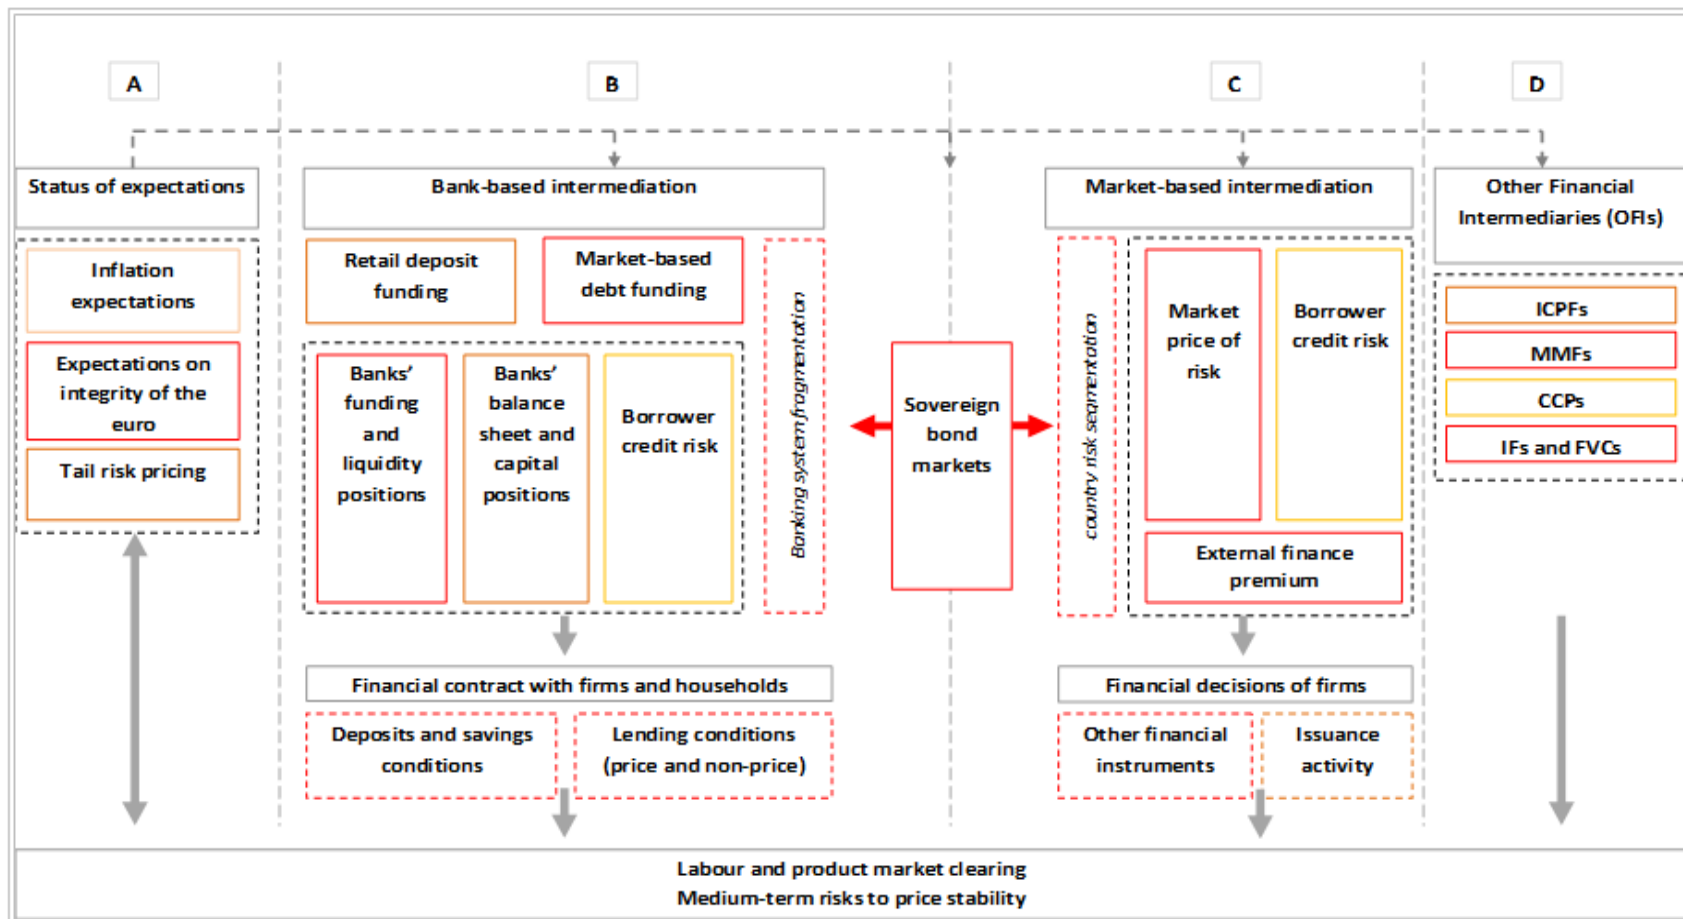 A
B
C
D
Status of expectations
Bank-based intermediation
Market-based intermediation
Other Financial
Intermediaries (OFIs)
Inflation
expectations
Expectations on
integrity of the
euro
Tail risk pricing
Retail deposit
funding
Market-based
debt funding
Banks’
funding
and
liquidity
positions
Banks’
balance
sheet and
capital
positions
Borrower
credit risk
Banking system fragmentation
Sovereign
bond
markets
country risk segmentation
Market
price of
risk
Borrower
credit risk
External finance
premium
ICPFs
MMFs
CCPs
IFs and FVCs
Financial contract with firms and households
Deposits and savings
conditions
Lending conditions
(price and non-price)
Financial decisions of firms
Other financial
instruments
Issuance
activity
Labour and product market clearing
Medium-term risks to price stability